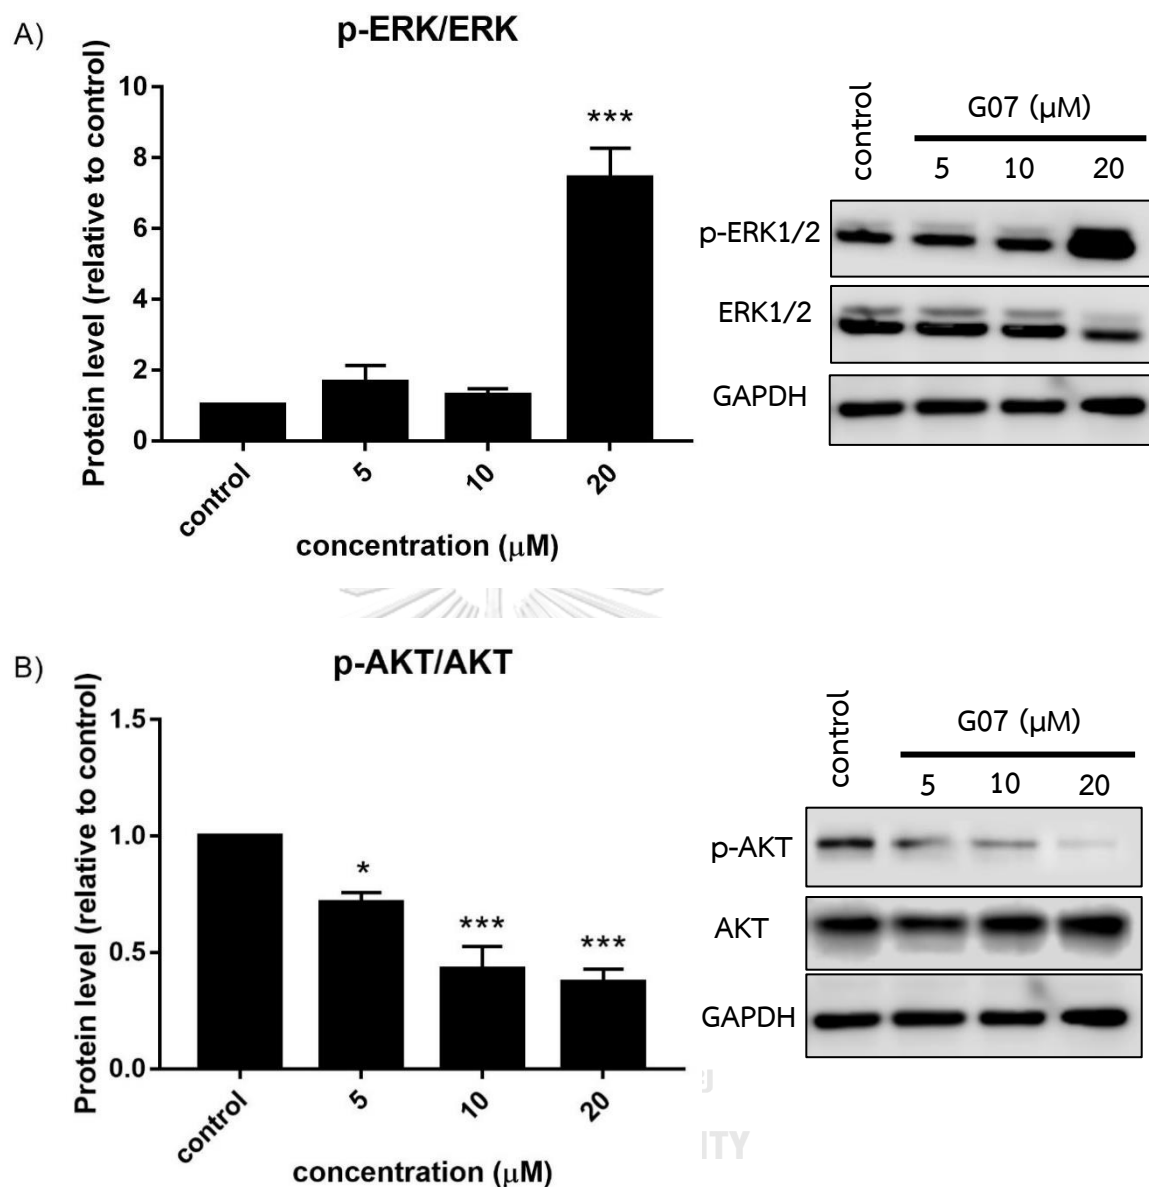 A)
p-ERK/ERK
Protein level (relative to control)
10
8
6
4
2
0
***
control
5
10
20
concentration (μM)
control
G07 (μM)
5 10 20
p-ERK1/2
ERK1/2
GAPDH
B)
p-AKT/AKT
Protein level (relative to control)
1.5
1.0
0.5
0.0
*
***
***
control
5
10
20
concentration (μM)
control
G07 (μM)
5 10 20
p-AKT
AKT
GAPDH
ITY